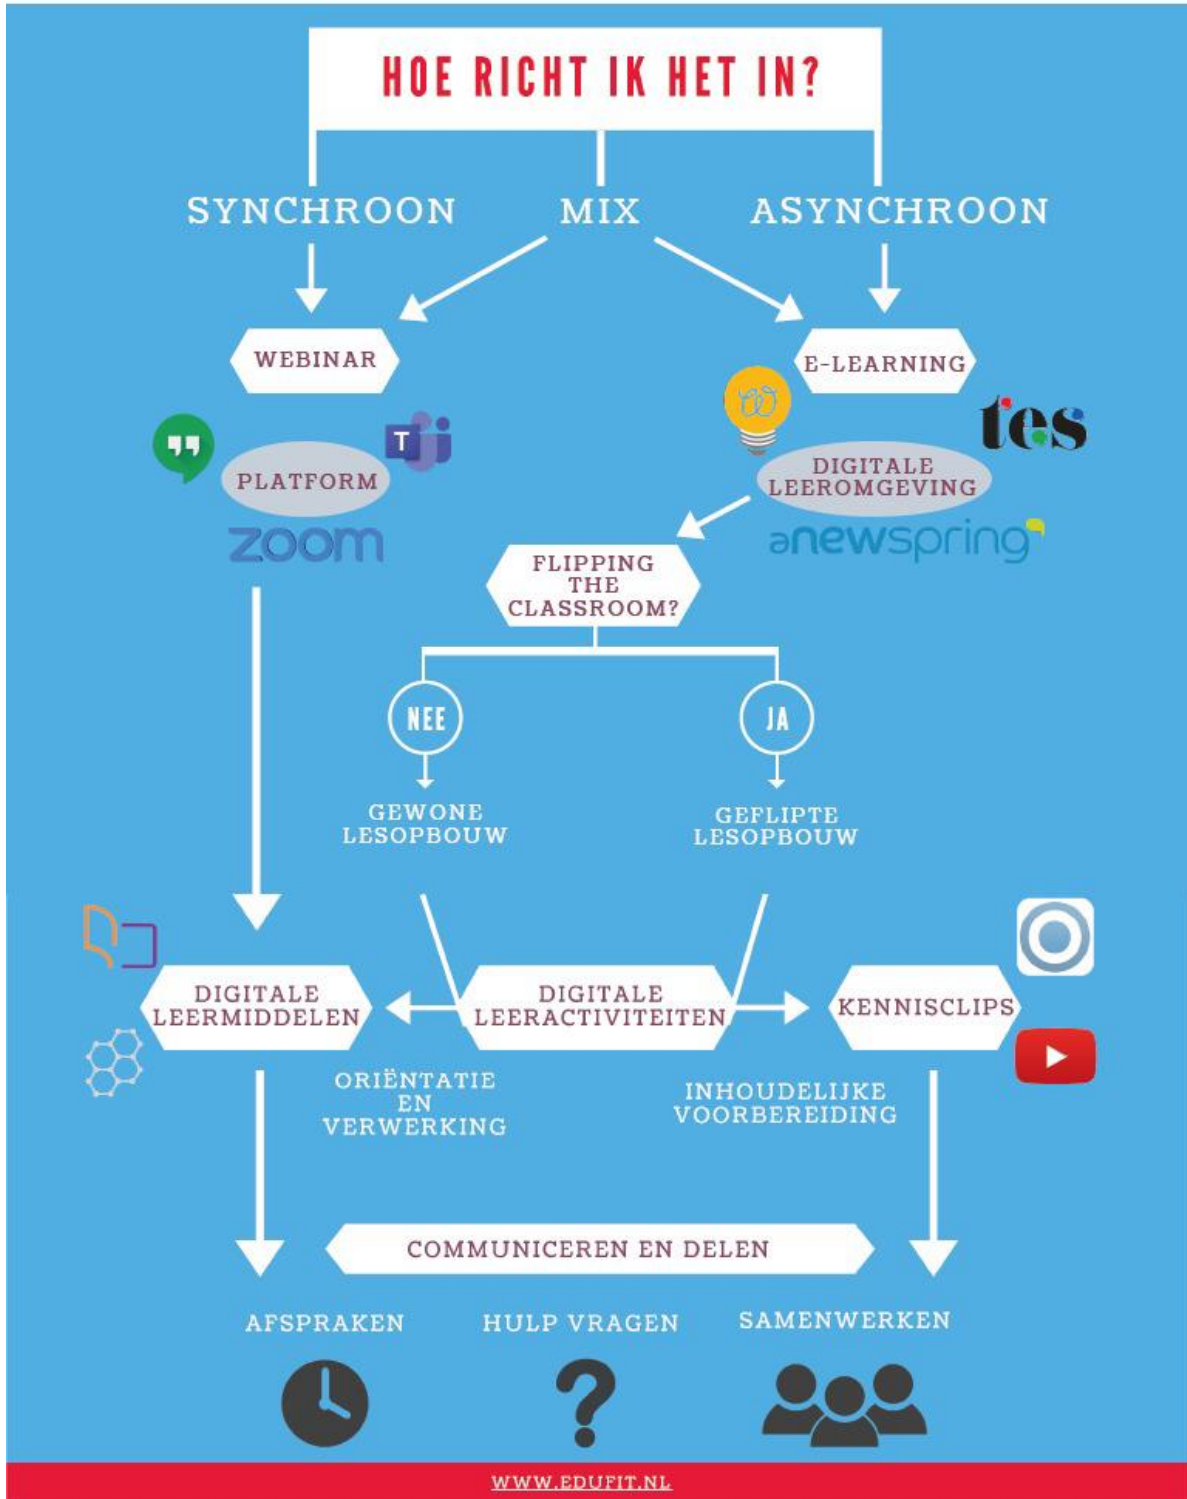 HOE RICHT IK HET IN?
SYNCHROON
MIX
ASYNCHROON
WEBINAR
E-LEARNING
tes
T
PLATFORM
DIGITALE
LEEROMGEVING
zoom
anewspring
FLIPPING
THE
CLASSROOM?
NEE
JA
GEWONE
LESOPBOUW
GEFLIPTE
LESOPBOUW
DIGITALE
LEERMIDDELEN
DIGITALE
LEERACTIVITEITEN
KENNISCLIPS
ORIËNTATIE
EN
VERWERKING
INHOUDELIJKE
VOORBEREIDING
COMMUNICEREN EN DELEN
AFSPRAKEN
HULP VRAGEN
SAMENWERKEN
WWW.EDUFIT.NL